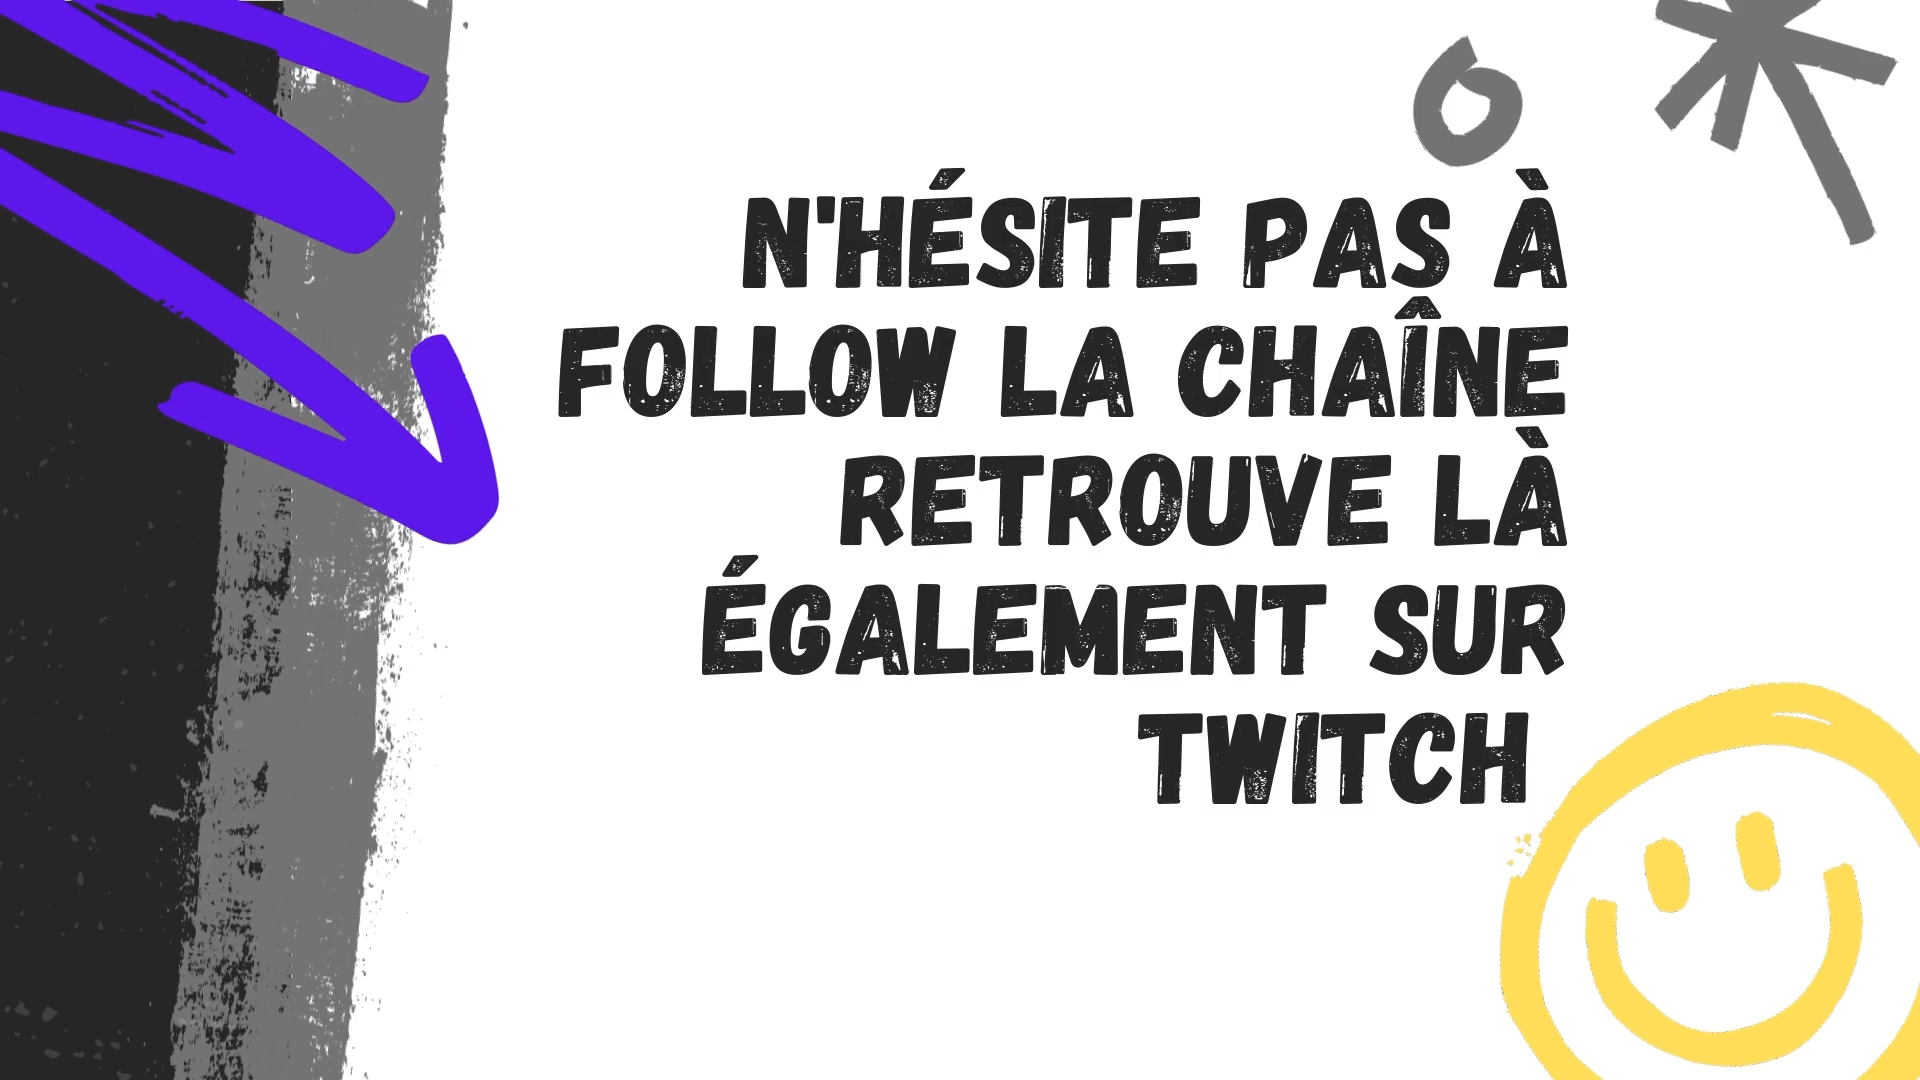 N'HÉSITE PAS À
FOLLOW LA CHAÎNE
RETROUVE LÀ
ÉGALEMENT SUR
TWITCH